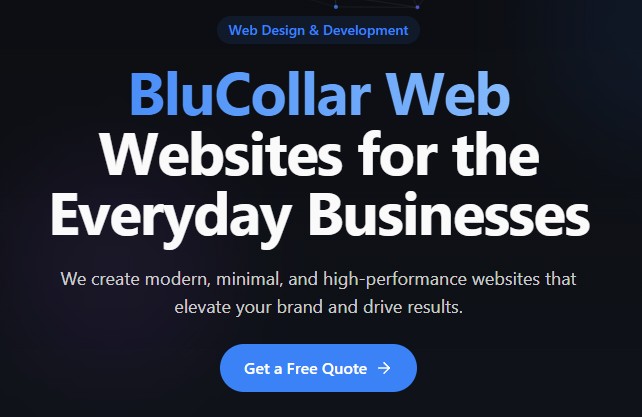 Web Design & Development
BluCollar Web
Websites for the
Everyday Businesses
We create modern, minimal, and high-performance websites that
elevate your brand and drive results.
Get a Free Quote →